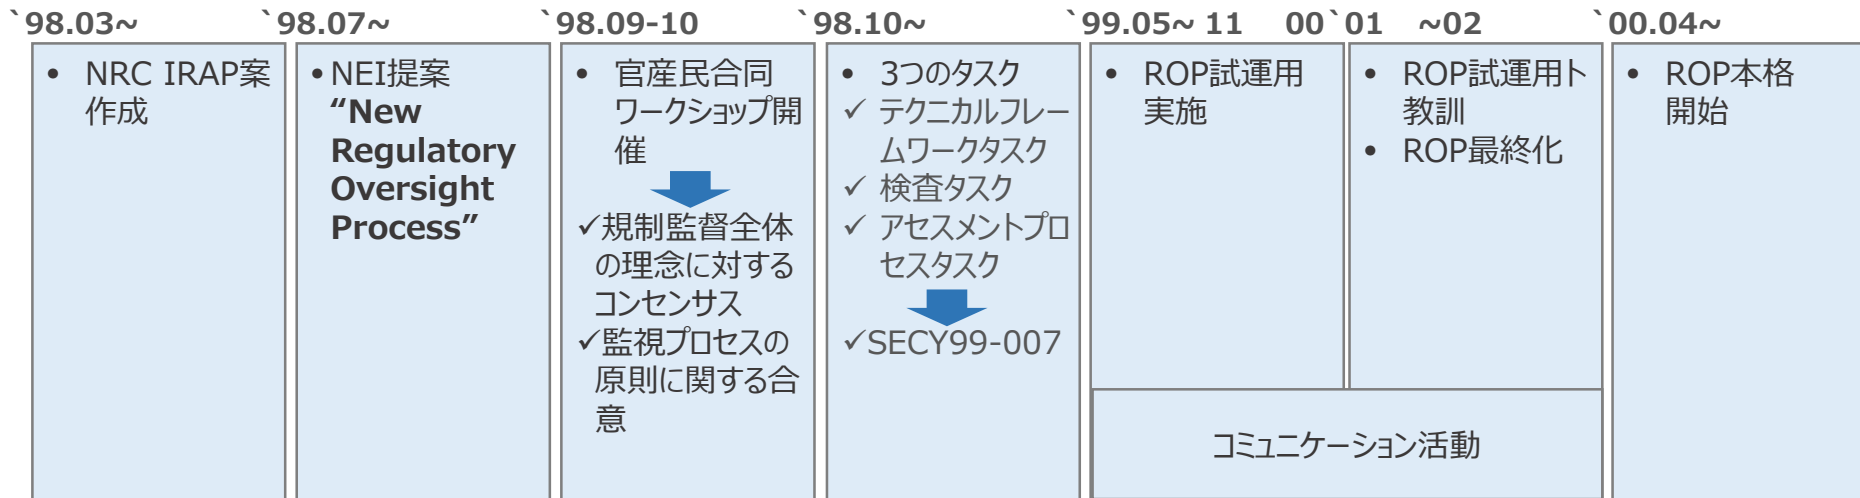 `98.03~
• NRC IRAP案
作成
`98.07~
• NEI提案
“New
Regulatory
Oversight
Process”
`98.09-10
• 官産民合同
ワークショップ開
催
✓規制監督全体
の理念に対する
コンセンサス
✓監視プロセスの
原則に関する合
意
`98.10~
• 3つのタスク
✓ テクニカルフレー
ムワークタスク
✓ 検査タスク
✓ アセスメントプロ
セスタスク
✓SECY99-007
`99.05~ 11
• ROP試運用
実施
00`01 ~02
• ROP試運用ト
教訓
• ROP最終化
コミュニケーション活動
`00.04~
• ROP本格
開始